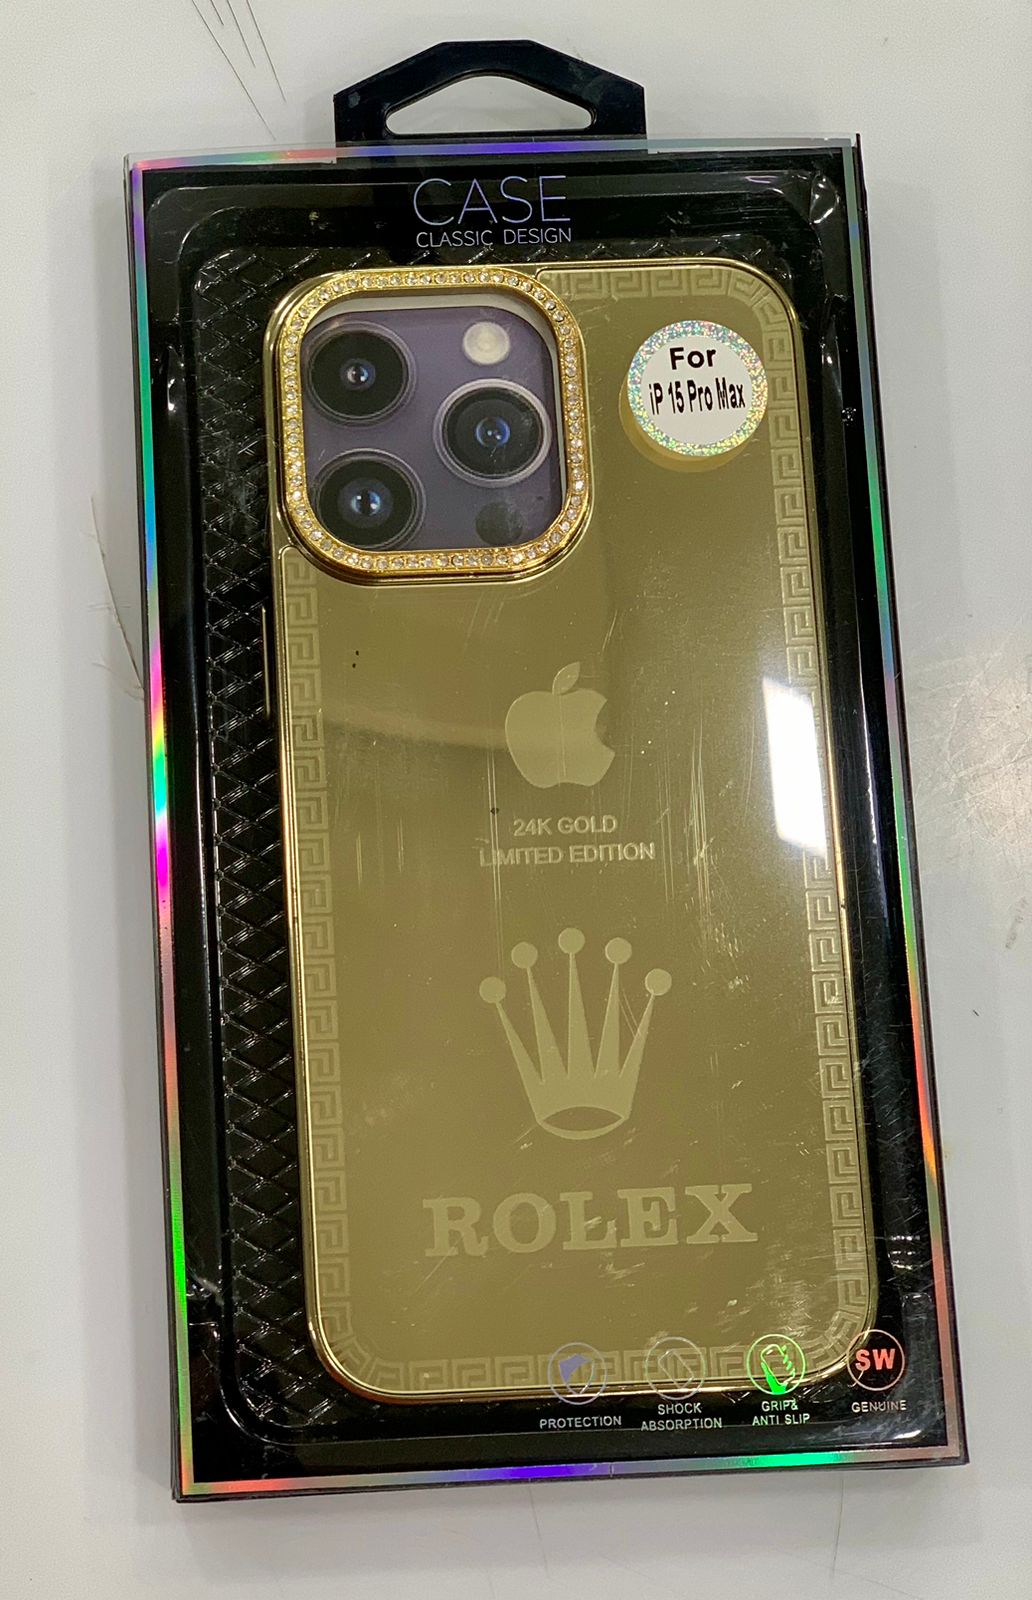 CASE
CLASSIC DESIGN
For
iP 15 Pro Max
24K GOLD
LIMITED EDITION
ROLEX
PROTECTION
SHOCK
ABSORPTION
GRIP&
ANTI SLIP
SW
GENUINE